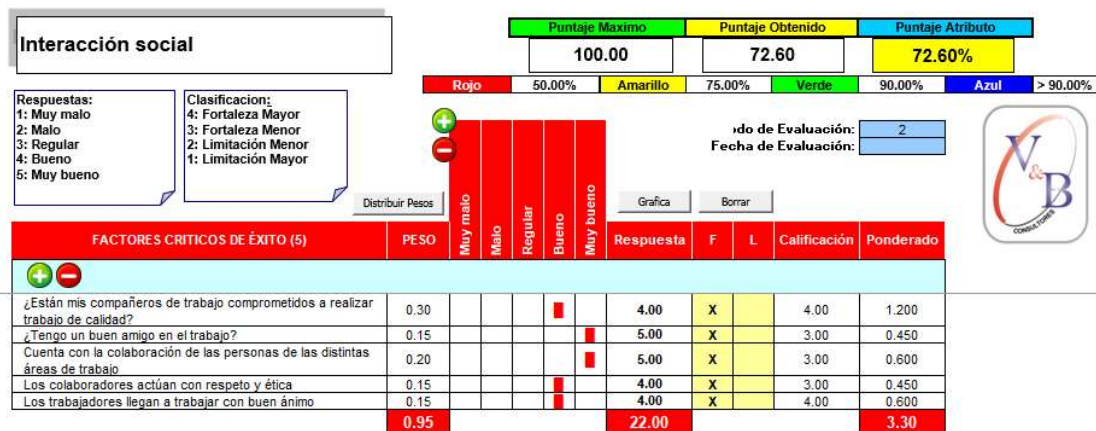 Interacción social
Puntaje Maximo Puntaje Obtenido Puntaje Atributo
100.00 72.60 72.60%
Rojo 50.00% Amarillo 75.00% Verde 90.00% Azul > 90.00%
Respuestas:
1: Muy malo
2: Malo
3: Regular
4: Bueno
5: Muy bueno
Clasificacion:
4: Fortaleza Mayor
3: Fortaleza Menor
2: Limitación Menor
1: Limitación Mayor
do de Evaluación: 2
Fecha de Evaluación:
V&B
CONSULTORES
Distribuir Pesos
Grafica Borrar
FACTORES CRITICOS DE ÉXITO (5) PESO Muy malo Malo Regular Bueno Muy bueno Respuesta F L Calificación Ponderado
¿Están mis compañeros de trabajo comprometidos a realizar
trabajo de calidad? 0.30 4.00 X 4.00 1.200
¿Tengo un buen amigo en el trabajo? 0.15 5.00 X 3.00 0.450
Cuenta con la colaboración de las personas de las distintas
áreas de trabajo 0.20 5.00 X 3.00 0.600
Los colaboradores actúan con respeto y ética 0.15 4.00 X 3.00 0.450
Los trabajadores llegan a trabajar con buen ánimo 0.15 4.00 X 4.00 0.600
0.95 22.00 3.30